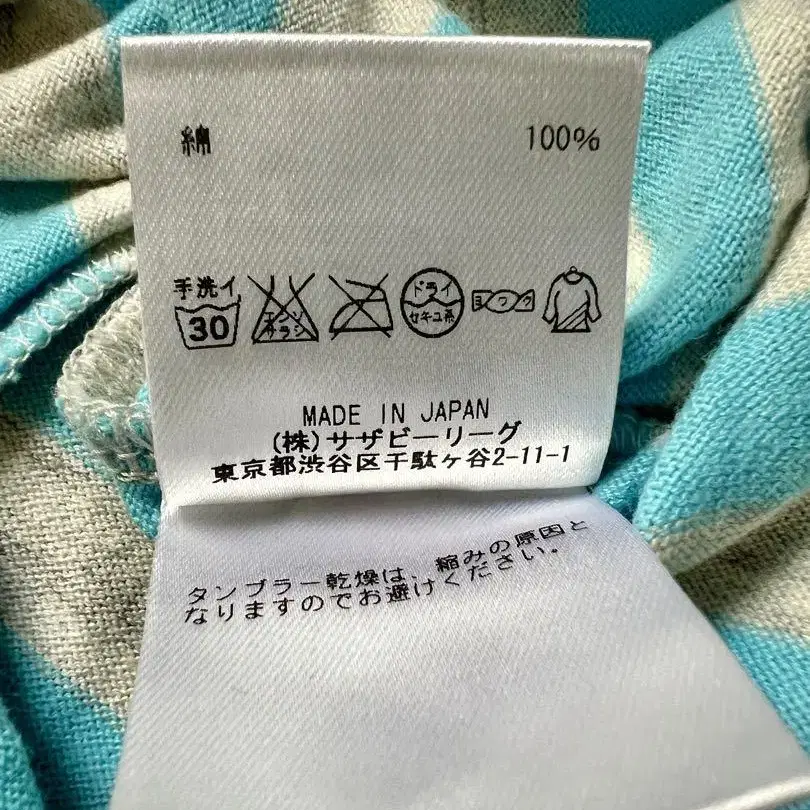 綿 100%
手洗イ
30
エンソ
サラシ
ドライ
セキユ系
ヨワク
MADE IN JAPAN
(株)サザビーリーグ
東京都渋谷区千駄ヶ谷2-11-1
タンブラー乾燥は、縮みの原因と
なりますのでお避けください。